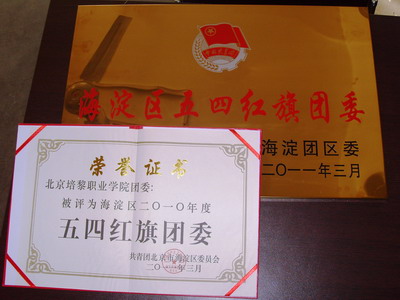 海淀区五四红旗团委
海淀团区委
二〇一一年三月
荣誉证书
北京培黎职业学院团委：
被评为海淀区二〇一〇年度
五四红旗团委
共青团北京市海淀区委员会
二〇一一年三月